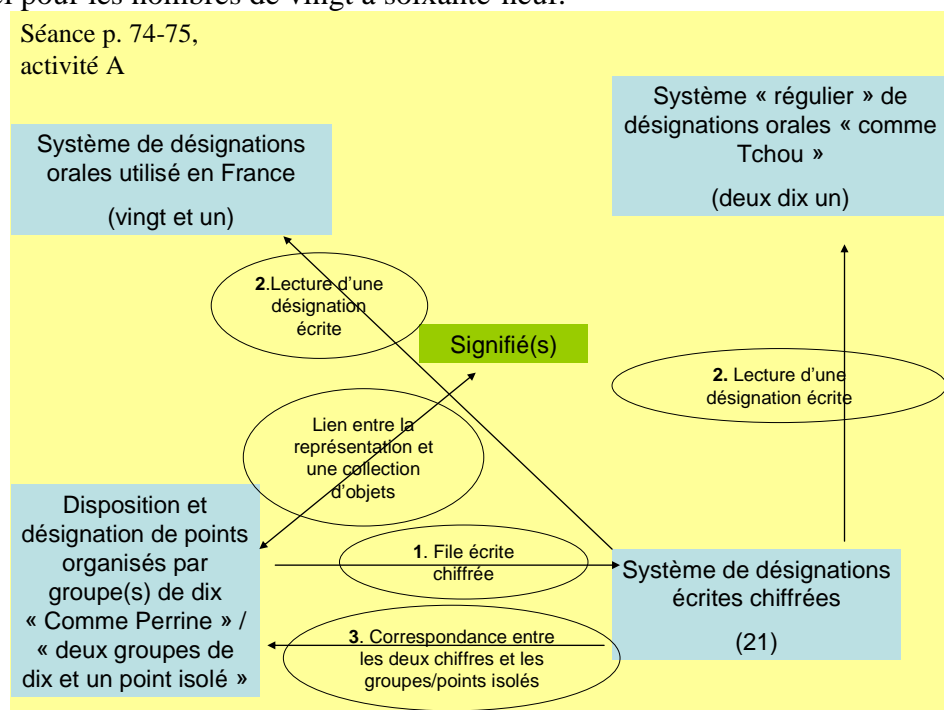 pour les nombres de vingt à soixante-neuf.
Séance p. 74-75,
activité A
Système « régulier » de
désignations orales « comme
Tchou »
(deux dix un)
Système de désignations
orales utilisé en France
(vingt et un)
2.Lecture d'une
désignation
écrite
Signifié(s)
2. Lecture d'une
désignation écrite
Lien entre la
représentation et
une collection
d'objets
Disposition et
désignation de points
organisés par
groupe(s) de dix
« Comme Perrine » /
« deux groupes de
dix et un point isolé »
1. File écrite
chiffrée
Système de désignations
écrites chiffrées
(21)
3. Correspondance entre
les deux chiffres et les
groupes/points isolés